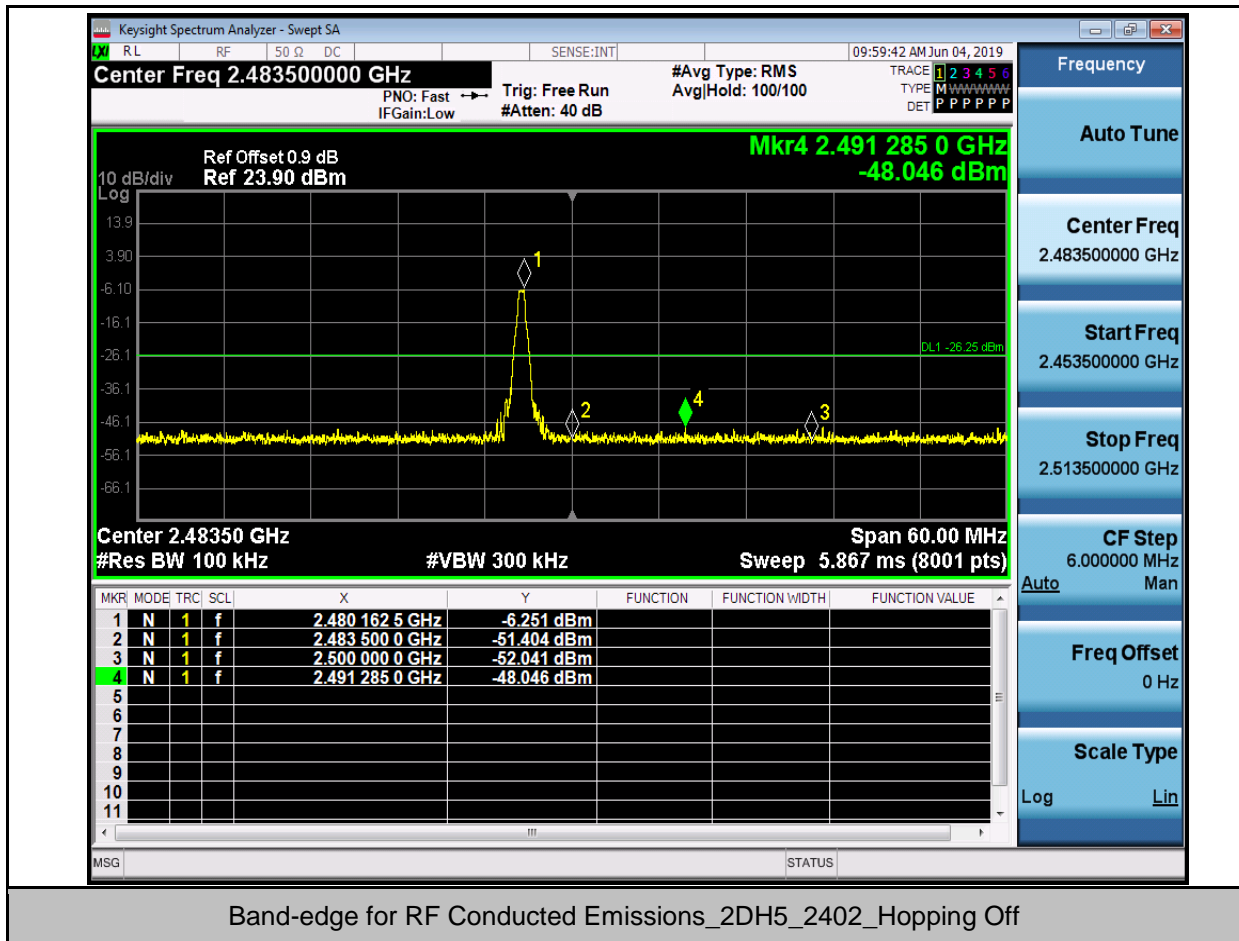 Keysight Spectrum Analyzer - Swept SA
LXI RL RF 50 Ω DC SENSE:INT 09:59:42 AM Jun 04, 2019
Center Freq 2.483500000 GHz
PNO: Fast
IFGain:Low
Trig: Free Run
#Atten: 40 dB
#Avg Type: RMS
Avg|Hold: 100/100
TRACE 1 2 3 4 5 6
TYPE M WWWWW
DET P P P P P P
Mkr4 2.491 285 0 GHz
-48.046 dBm
Ref Offset 0.9 dB
10 dB/div Ref 23.90 dBm
Log
13.9
3.90
-6.10
-16.1
-26.1
-36.1
-46.1
-56.1
-66.1
1
DL1 -26.25 dBm
2
4
3
Center 2.48350 GHz Span 60.00 MHz
#Res BW 100 kHz #VBW 300 kHz Sweep 5.867 ms (8001 pts)
MKR MODE TRC SCL X Y FUNCTION FUNCTION WIDTH FUNCTION VALUE
1 N 1 f 2.480 162 5 GHz -6.251 dBm
2 N 1 f 2.483 500 0 GHz -51.404 dBm
3 N 1 f 2.500 000 0 GHz -52.041 dBm
4 N 1 f 2.491 285 0 GHz -48.046 dBm
5
6
7
8
9
10
11
MSG STATUS
Frequency
Auto Tune
Center Freq
2.483500000 GHz
Start Freq
2.453500000 GHz
Stop Freq
2.513500000 GHz
CF Step
6.000000 MHz
Auto Man
Freq Offset
0 Hz
Scale Type
Log Lin
Band-edge for RF Conducted Emissions_2DH5_2402_Hopping Off